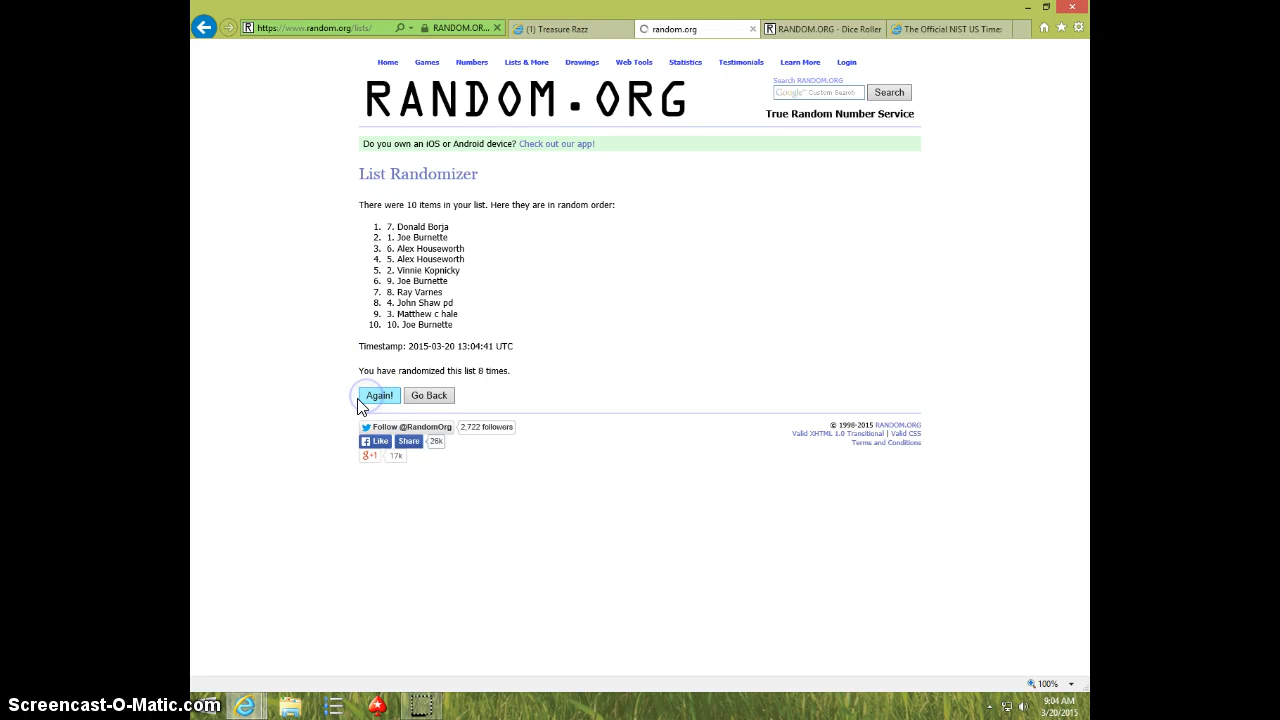 https://www.random.org/lists/
RANDOM.OR...
(1) Treasure Razz
random.org
RANDOM.ORG - Dice Roller
The Official NIST US Time:
Home Games Numbers Lists & More Drawings Web Tools Statistics Testimonials Learn More Login
RANDOM.ORG
Search RANDOM.ORG
Google™ Custom Search
Search
True Random Number Service
Do you own an iOS or Android device? Check out our app!
List Randomizer
There were 10 items in your list. Here they are in random order:
1. 7. Donald Borja
2. 1. Joe Burnette
3. 6. Alex Houseworth
4. 5. Alex Houseworth
5. 2. Vinnie Kopnicky
6. 9. Joe Burnette
7. 8. Ray Varnes
8. 4. John Shaw pd
9. 3. Matthew c hale
10. 10. Joe Burnette
Timestamp: 2015-03-20 13:04:41 UTC
You have randomized this list 8 times.
Again! Go Back
Follow @RandomOrg 2,722 followers
Like Share 26k
g+1 17k
© 1998-2015 RANDOM.ORG
Valid XHTML 1.0 Transitional | Valid CSS
Terms and Conditions
100%
9:04 AM
3/20/2015
Screencast-O-Matic.com